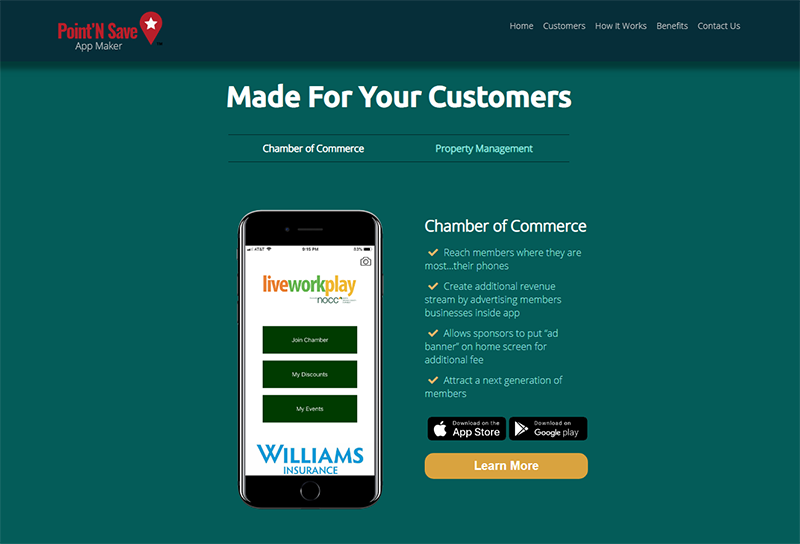 Point'N Save
App Maker
Home Customers How It Works Benefits Contact Us
Made For Your Customers
Chamber of Commerce Property Management
AT&T 9:15 PM 93%
liveworkplay
nocc
Join Chamber
My Discounts
My Events
WILLIAMS
INSURANCE
Chamber of Commerce
Reach members where they are
most...their phones
Create additional revenue
stream by advertising members
businesses inside app
Allows sponsors to put "ad
banner" on home screen for
additional fee
Attract a next generation of
members
Download on the
App Store
Download on
Google play
Learn More